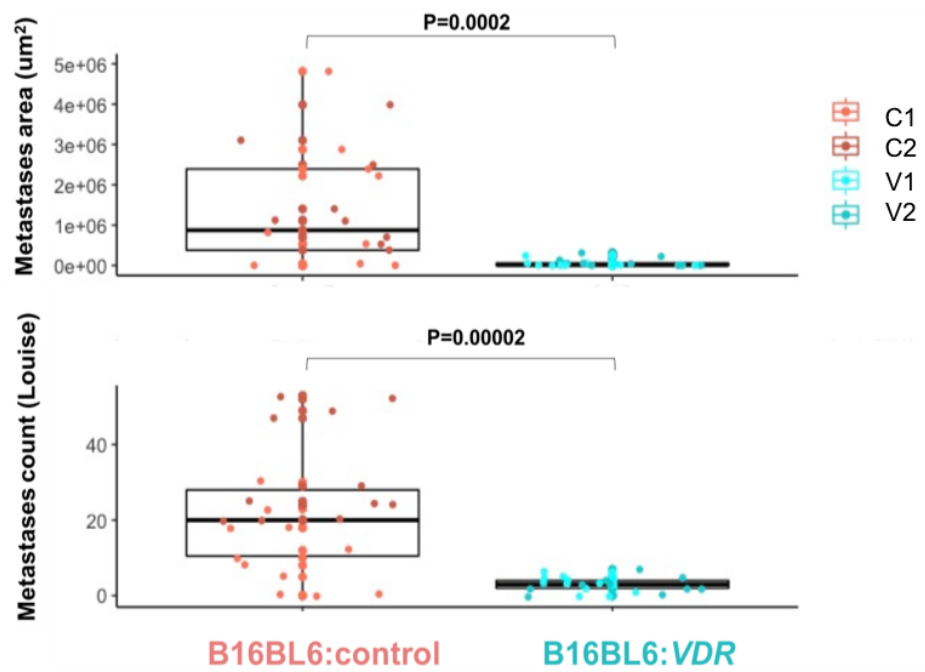 P=0.0002
Metastases area (um²)
5e+06
4e+06
3e+06
2e+06
1e+06
0e+00
C1
C2
V1
V2
P=0.00002
Metastases count (Louise)
40
20
0
B16BL6:control
B16BL6:VDR